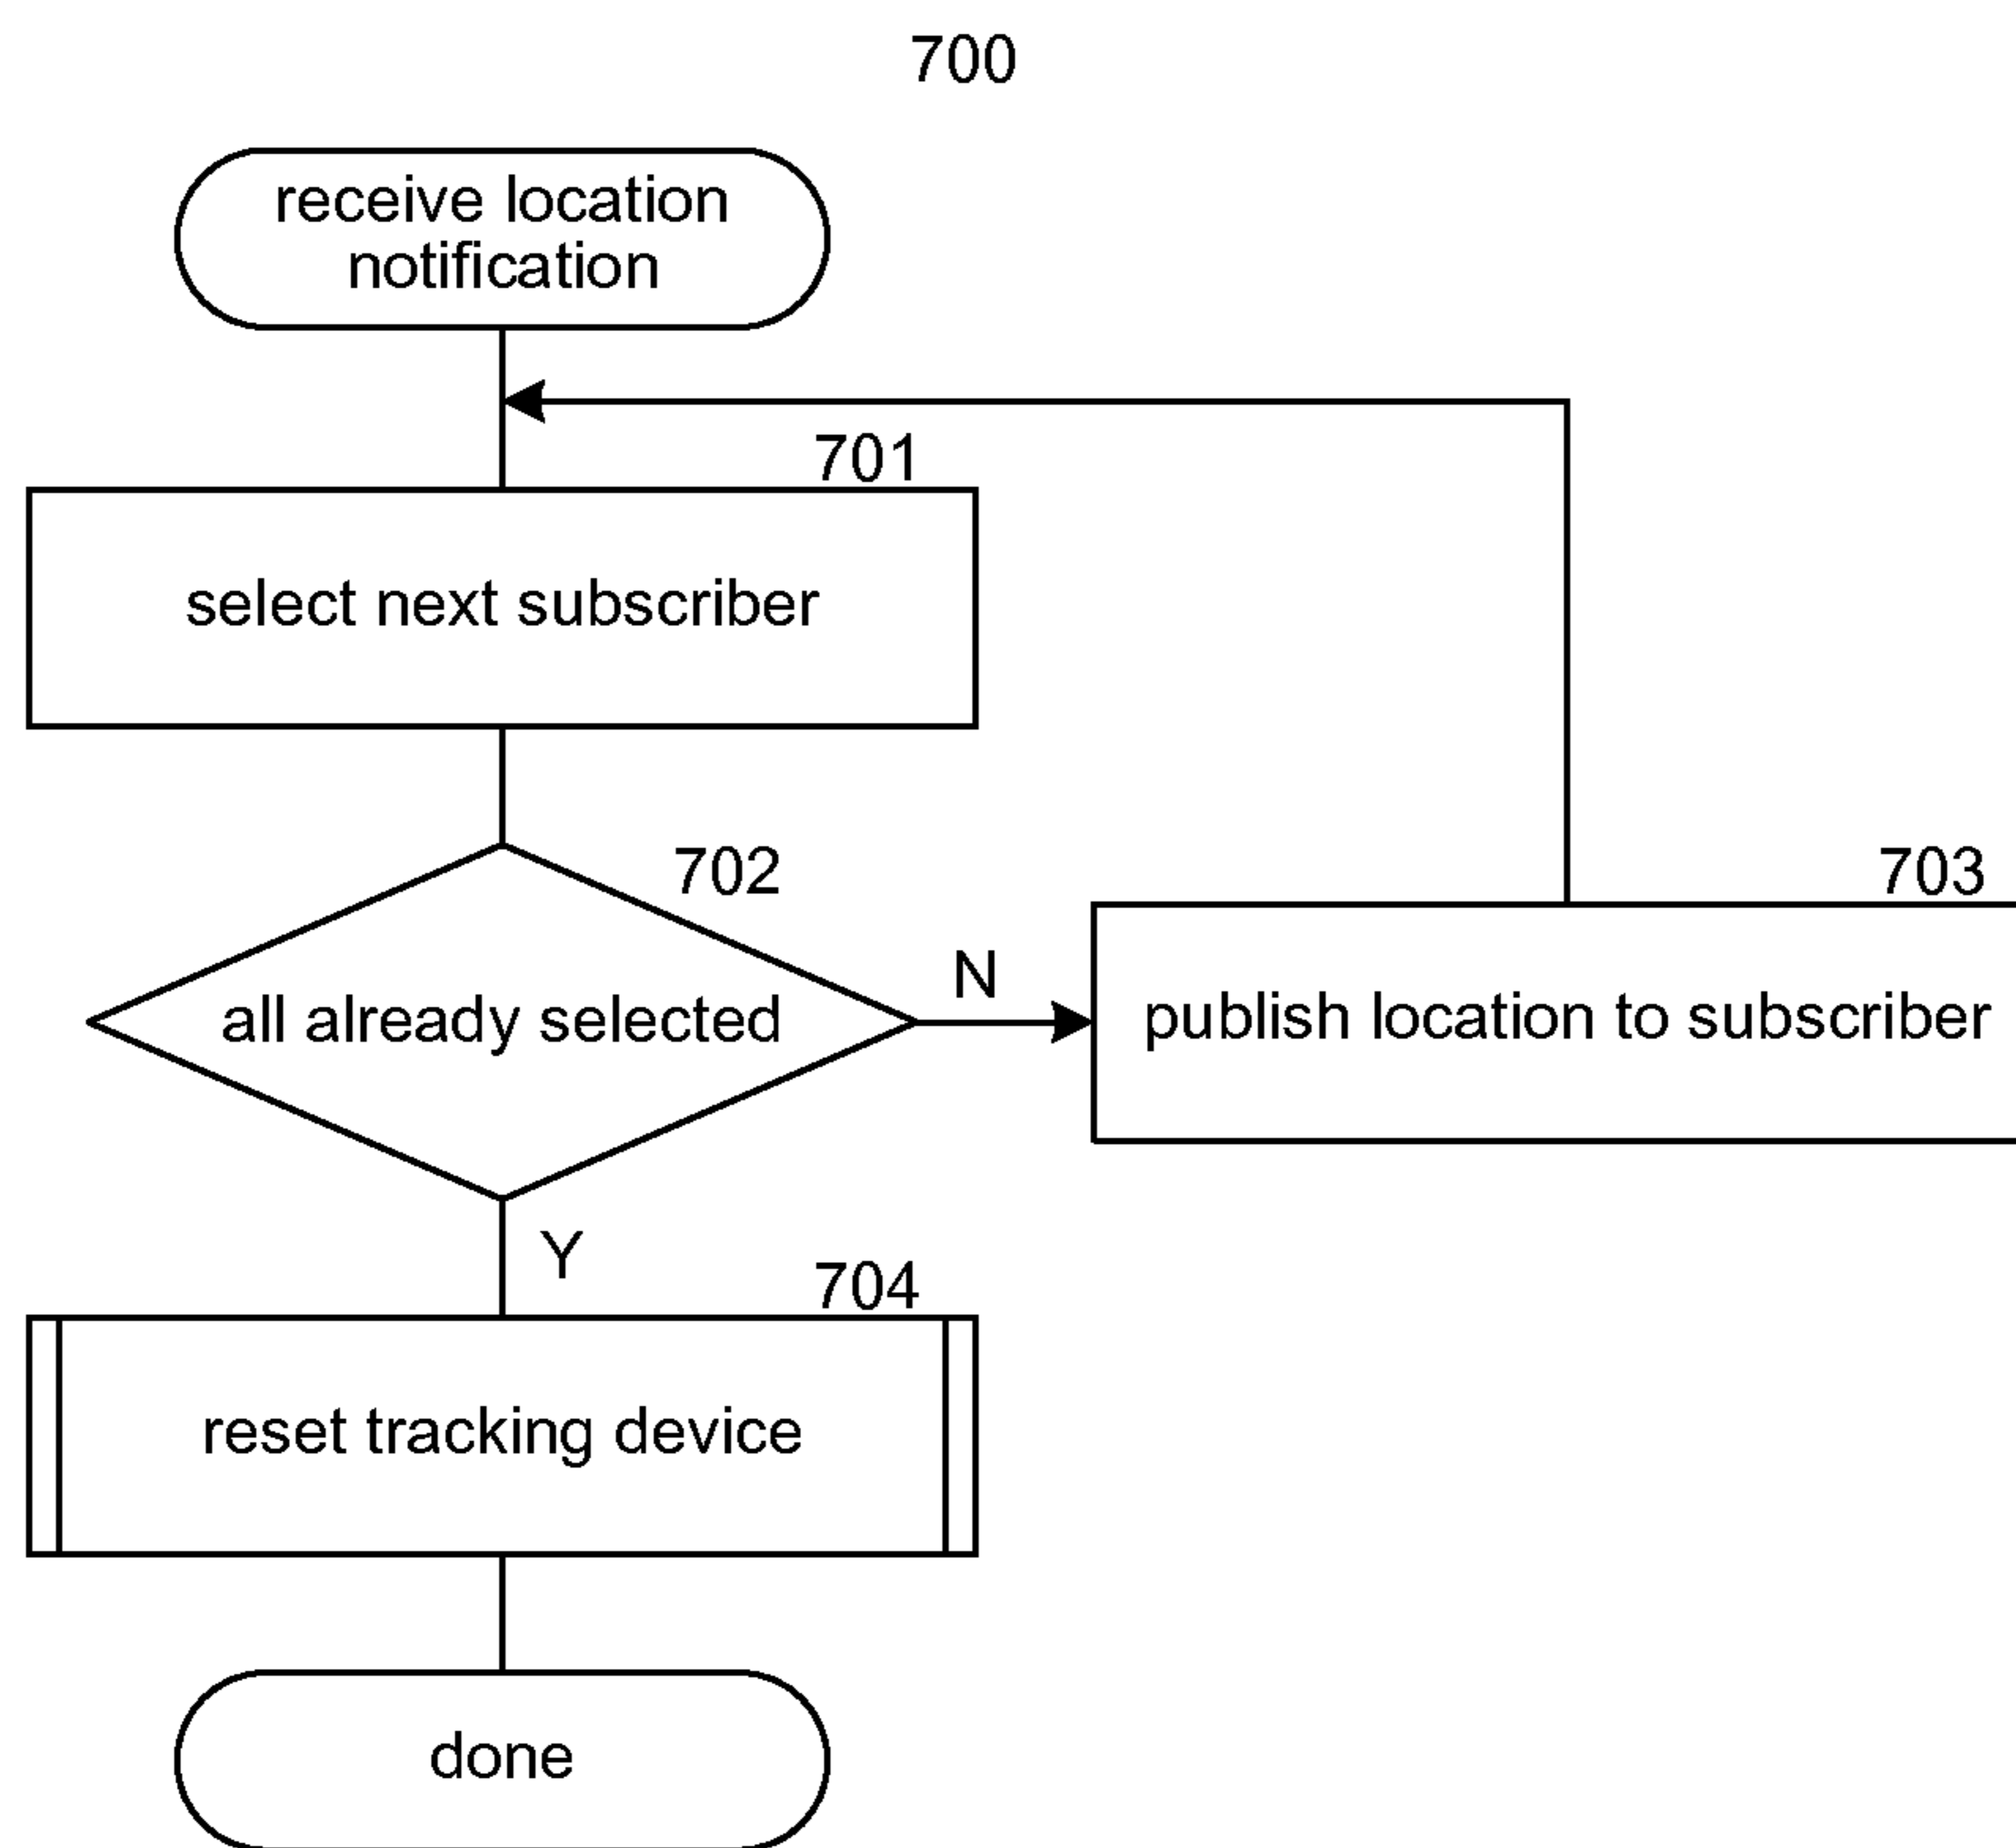 700
receive location
notification
701
select next subscriber
702
all already selected
N
703
publish location to subscriber
Y
704
reset tracking device
done